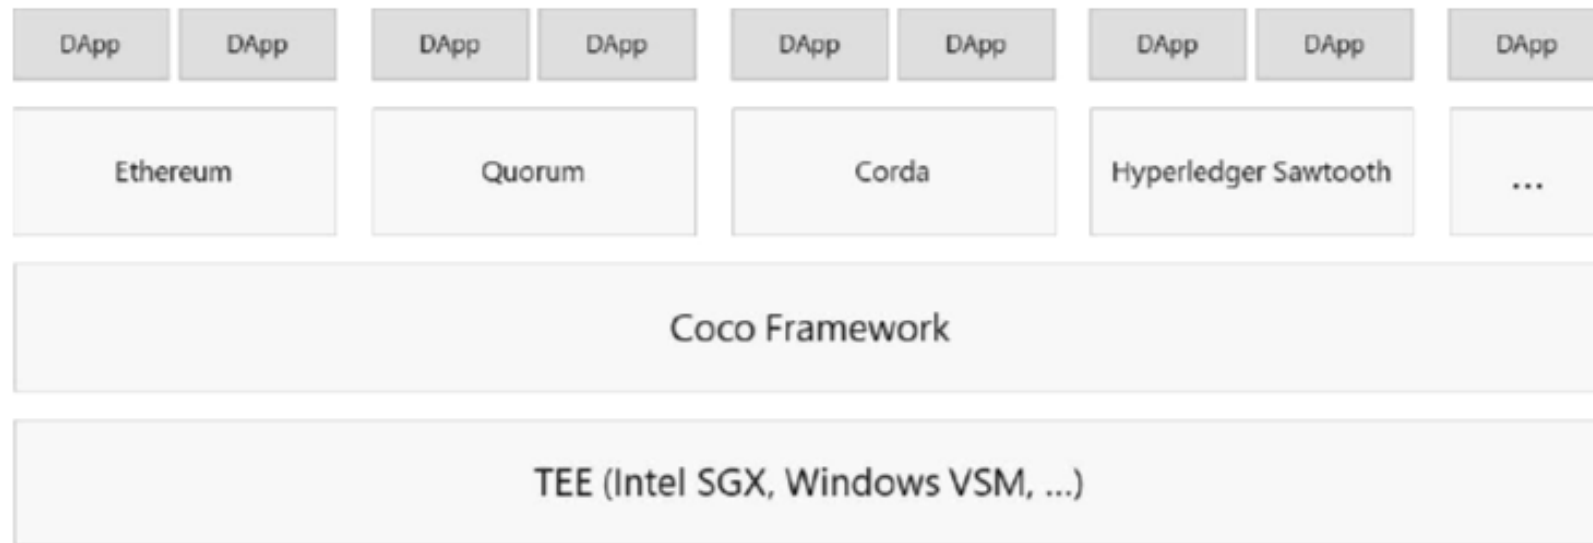 DApp DApp DApp DApp DApp DApp DApp DApp DApp
Ethereum Quorum Corda Hyperledger Sawtooth ...
Coco Framework
TEE (Intel SGX, Windows VSM, ...)